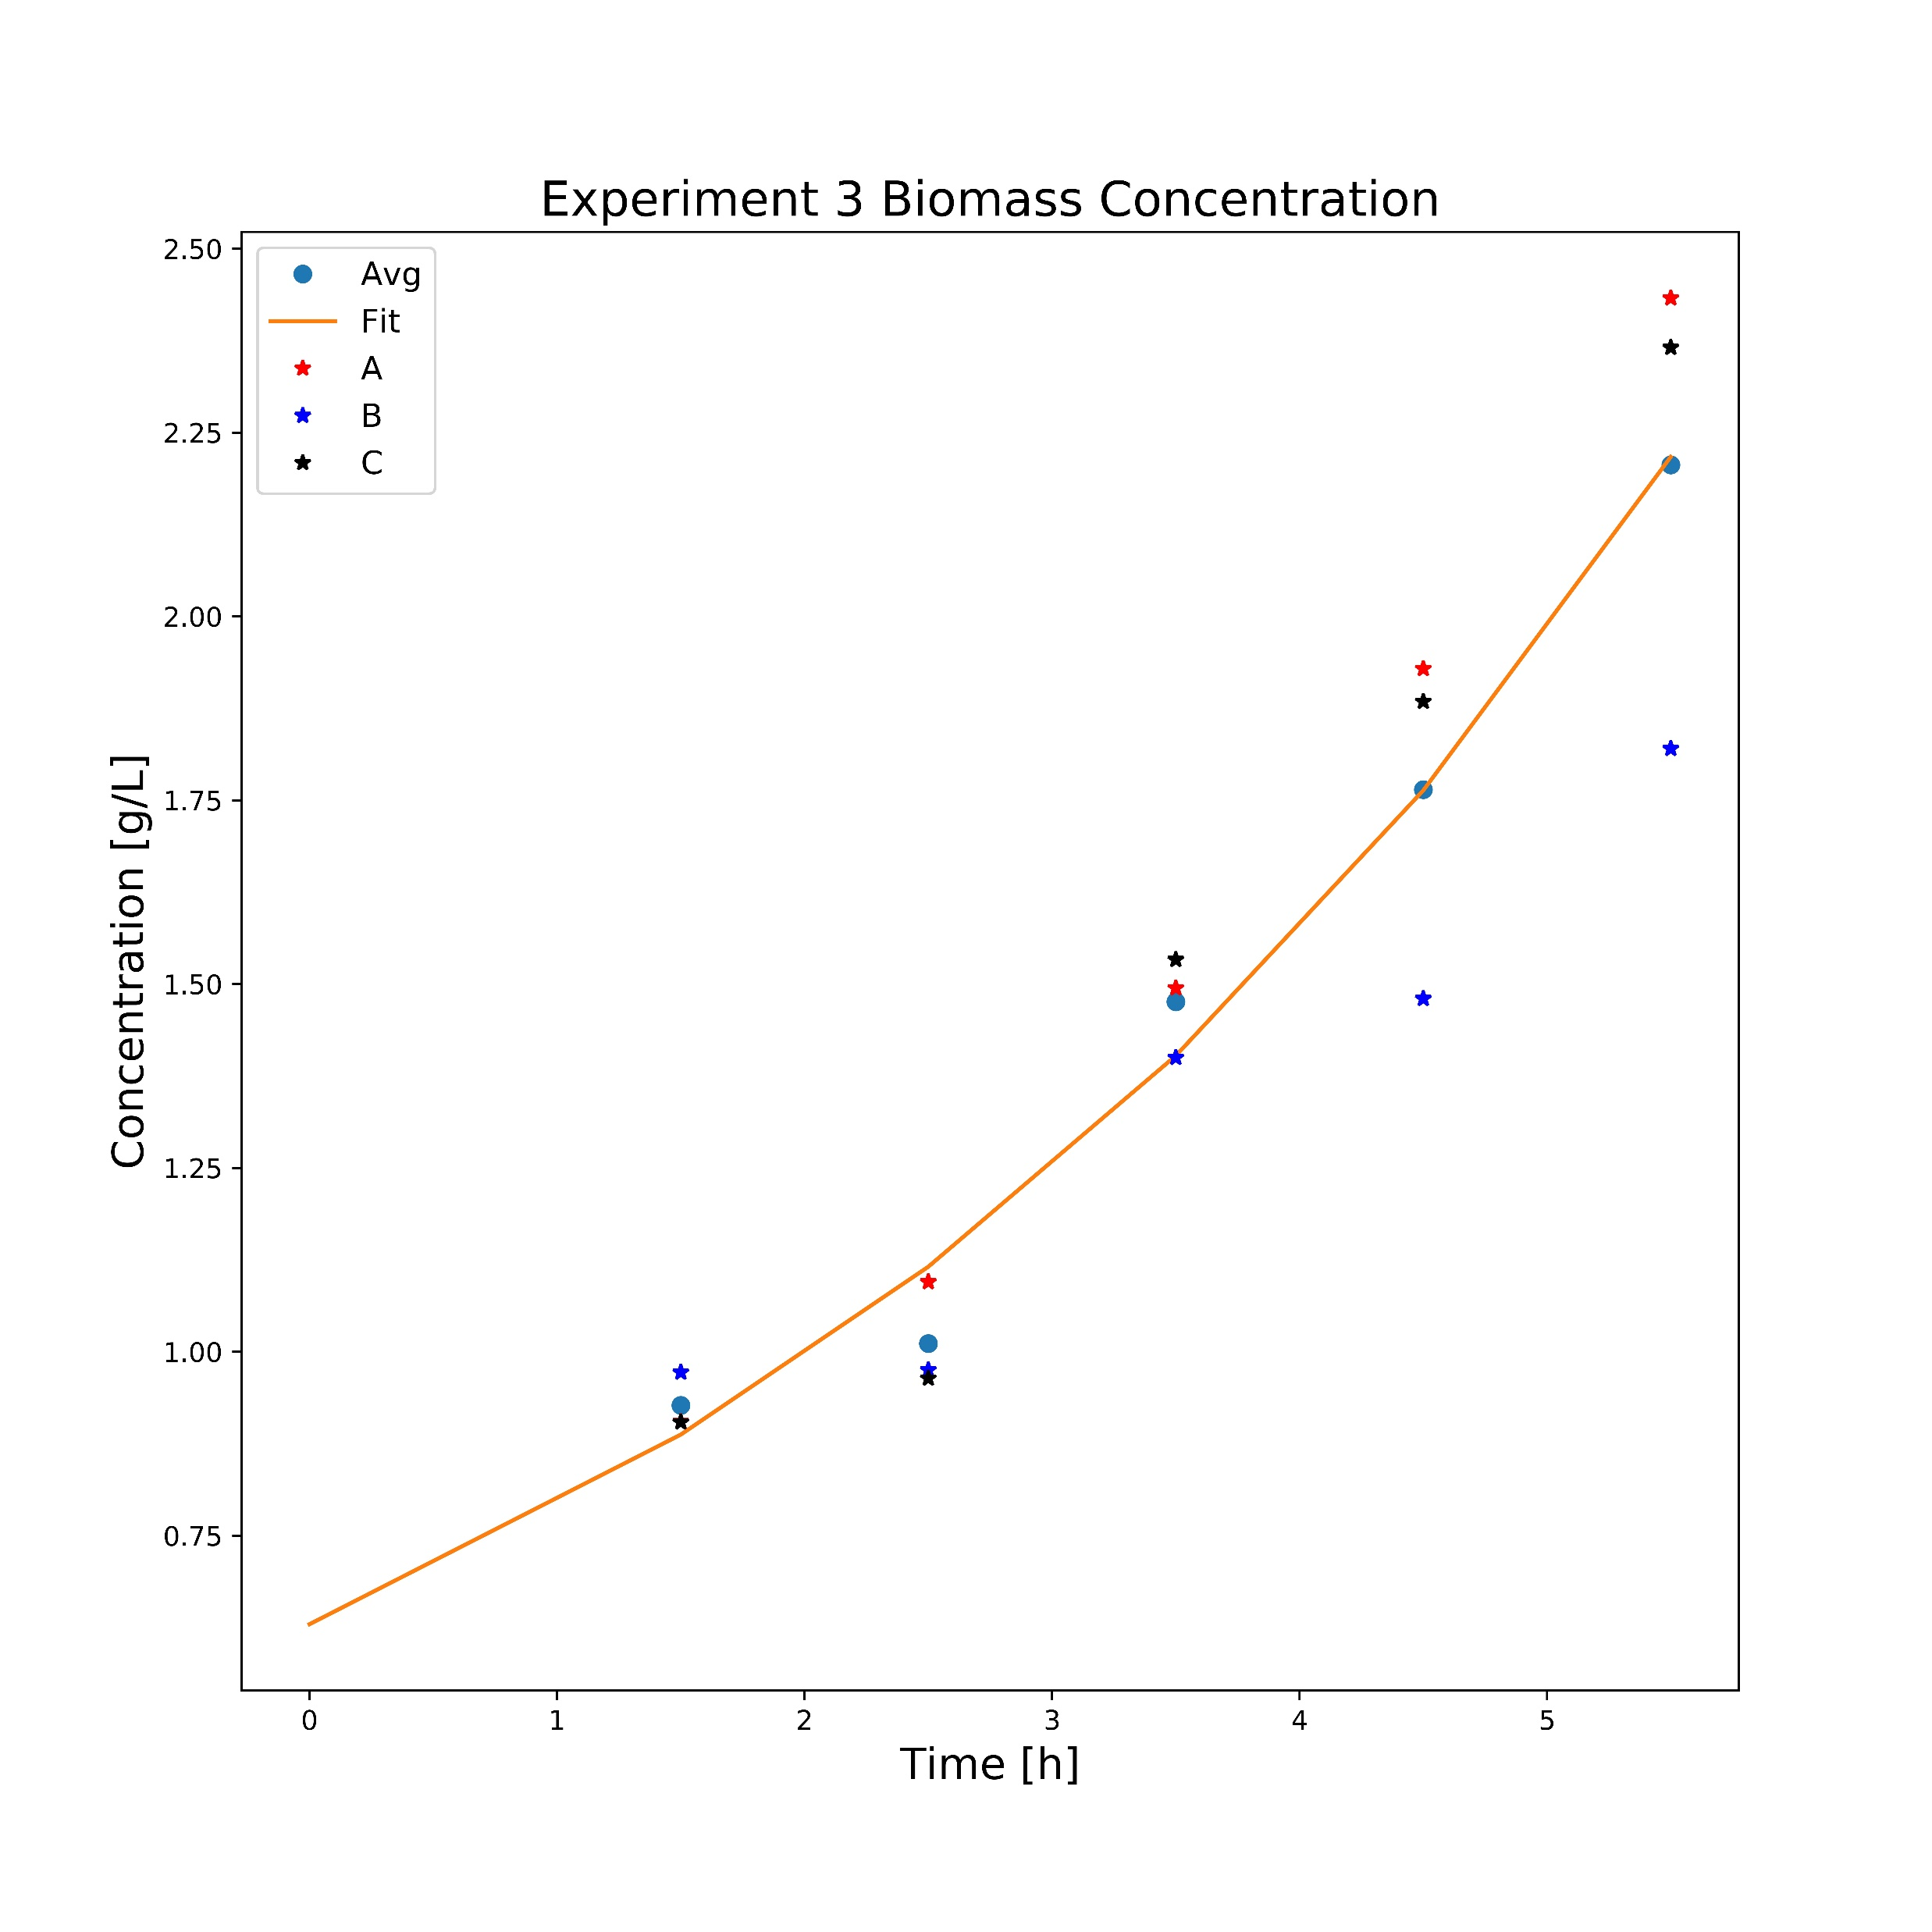 Experiment 3 Biomass Concentration
Avg
Fit
A
B
C
2.50
2.25
2.00
1.75
1.50
1.25
1.00
0.75
Concentration [g/L]
0 1 2 3 4 5
Time [h]